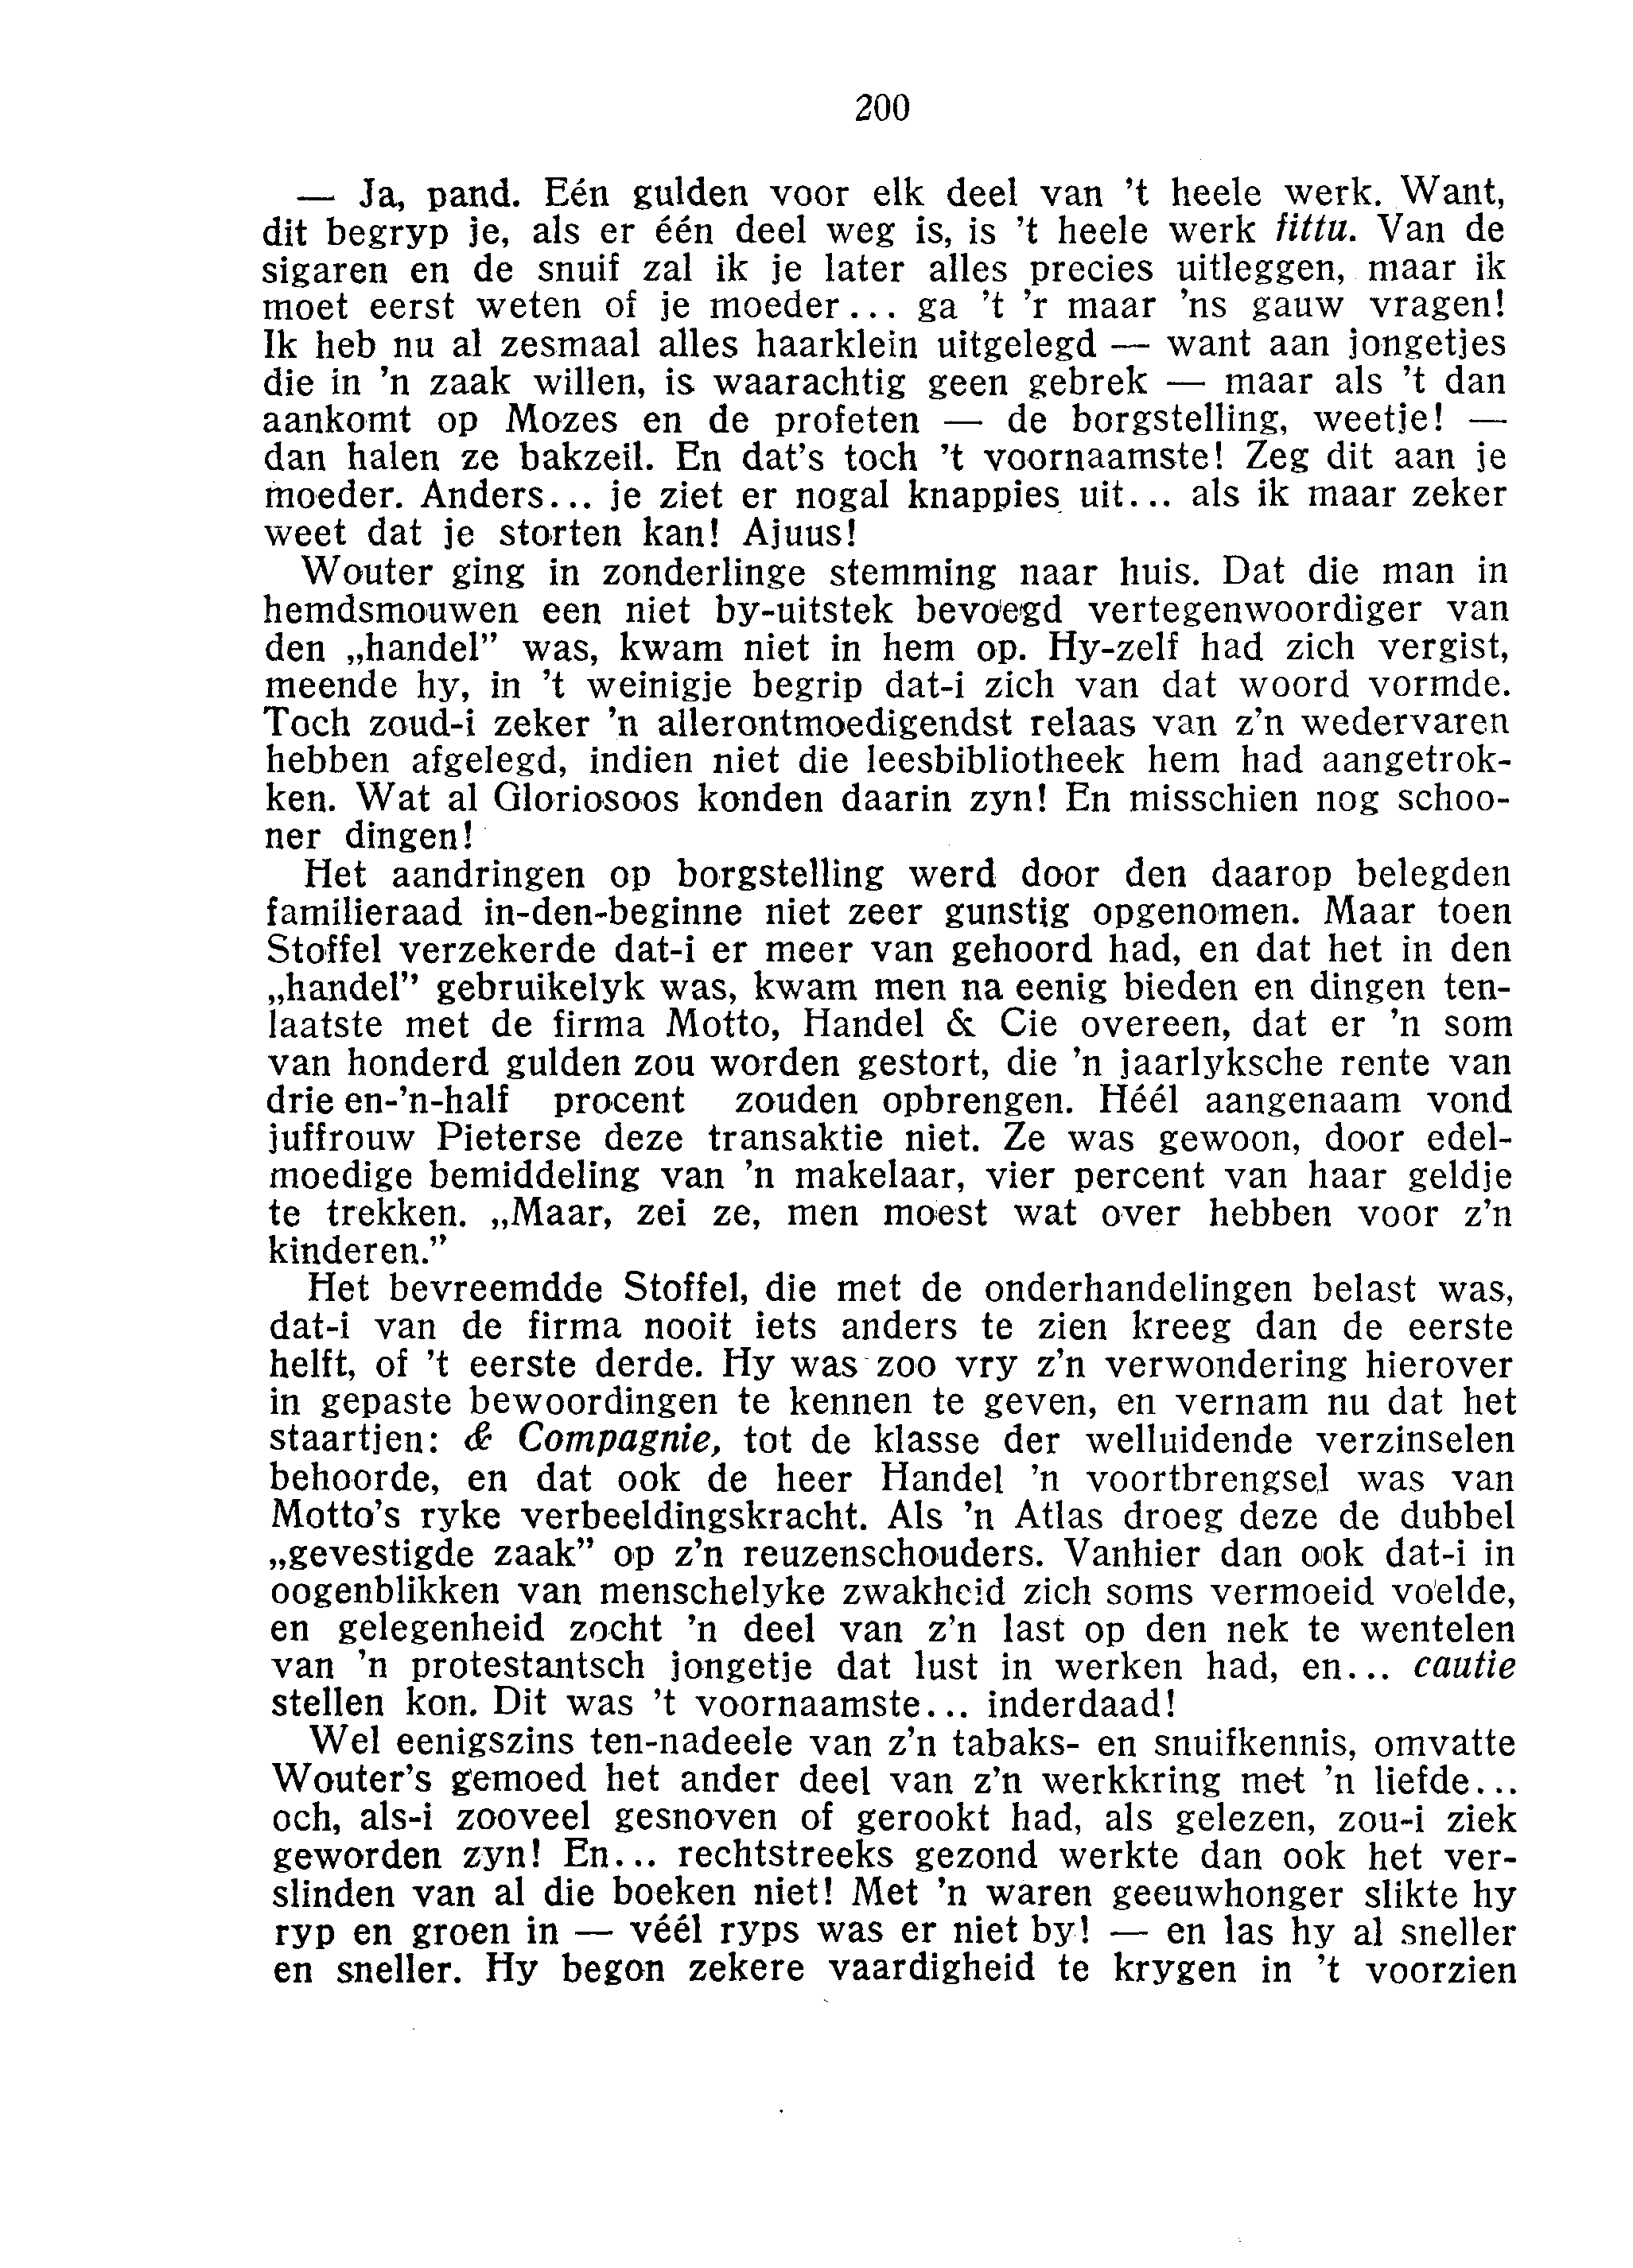 200
— Ja, pand. Eén gulden voor elk deel van 't heele werk. Want,
dit begryp je, als er één deel weg is, is 't heele werk fittu. Van de
sigaren en de snuif zal ik je later alles precies uitleggen, maar ik
moet eerst weten of je moeder... ga 't 'r maar 'ns gauw vragen!
Ik heb nu al zesmaal alles haarklein uitgelegd — want aan jongetjes
die in 'n zaak willen, is waarachtig geen gebrek — maar als 't dan
aankomt op Mozes en de profeten — de borgstelling, weetje! —
dan halen ze bakzeil. En dat's toch 't voornaamste! Zeg dit aan je
moeder. Anders... je ziet er nogal knappies uit... als ik maar zeker
weet dat je storten kan! Ajuus!
Wouter ging in zonderlinge stemming naar huis. Dat die man in
hemdsmouwen een niet by-uitstek bevoegd vertegenwoordiger van
den „handel" was, kwam niet in hem op. Hy-zelf had zich vergist,
meende hy, in 't weinigje begrip dat-i zich van dat woord vormde.
Toch zoud-i zeker 'n allerontmoedigendst relaas van z'n wedervaren
hebben afgelegd, indien niet die leesbibliotheek hem had aangetrok-
ken. Wat al Gloriosoos konden daarin zyn! En misschien nog schoo-
ner dingen!
Het aandringen op borgstelling werd door den daarop belegden
familieraad in-den-beginne niet zeer gunstig opgenomen. Maar toen
Stoffel verzekerde dat-i er meer van gehoord had, en dat het in den
„handel" gebruikelyk was, kwam men na eenig bieden en dingen ten-
laatste met de firma Motto, Handel & Cie overeen, dat er 'n som
van honderd gulden zou worden gestort, die 'n jaarlyksche rente van
drie en-'n-half procent zouden opbrengen. Héél aangenaam vond
juffrouw Pieterse deze transaktie niet. Ze was gewoon, door edel-
moedige bemiddeling van 'n makelaar, vier percent van haar geldje
te trekken. „Maar, zei ze, men moest wat over hebben voor z'n
kinderen."
Het bevreemdde Stoffel, die met de onderhandelingen belast was,
dat-i van de firma nooit iets anders te zien kreeg dan de eerste
helft, of 't eerste derde. Hy was zoo vry z'n verwondering hierover
in gepaste bewoordingen te kennen te geven, en vernam nu dat het
staartjen: & Compagnie, tot de klasse der welluidende verzinselen
behoorde, en dat ook de heer Handel 'n voortbrengsel was van
Motto's ryke verbeeldingskracht. Als 'n Atlas droeg deze de dubbel
„gevestigde zaak" op z'n reuzenschouders. Vanhier dan ook dat-i in
oogenblikken van menschelyke zwakheid zich soms vermoeid voelde,
en gelegenheid zocht 'n deel van z'n last op den nek te wentelen
van 'n protestantsch jongetje dat lust in werken had, en... cautie
stellen kon. Dit was 't voornaamste... inderdaad!
Wel eenigszins ten-nadeele van z'n tabaks- en snuifkennis, omvatte
Wouter's gemoed het ander deel van z'n werkkring met 'n liefde...
och, als-i zooveel gesnoven of gerookt had, als gelezen, zou-i ziek
geworden zyn! En... rechtstreeks gezond werkte dan ook het ver-
slinden van al die boeken niet! Met 'n waren geeuwhonger slikte hy
ryp en groen in — véél ryps was er niet by! — en las hy al sneller
en sneller. Hy begon zekere vaardigheid te krygen in 't voorzien